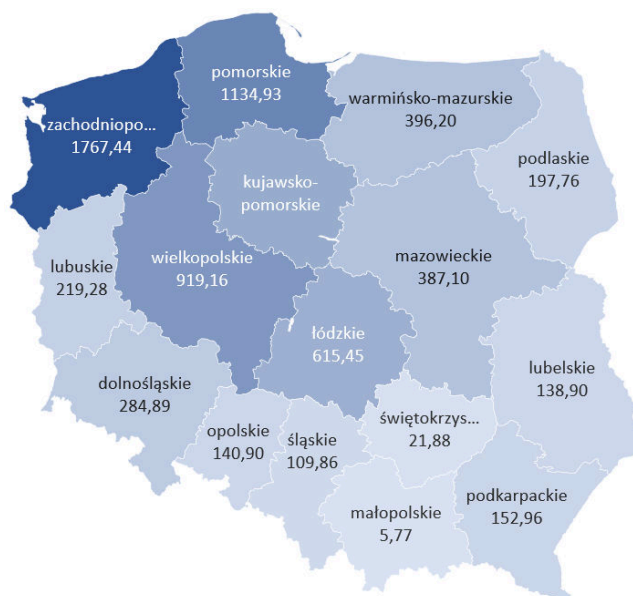 pomorskie
1134,93
warmińsko-mazurskie
396,20
zachodniopo...
1767,44
podlaskie
197,76
kujawsko-
pomorskie
wielkopolskie
919,16
mazowieckie
387,10
lubuskie
219,28
łódzkie
615,45
lubelskie
138,90
dolnośląskie
284,89
opolskie
140,90
śląskie
109,86
świętokrzys...
21,88
podkarpackie
152,96
małopolskie
5,77